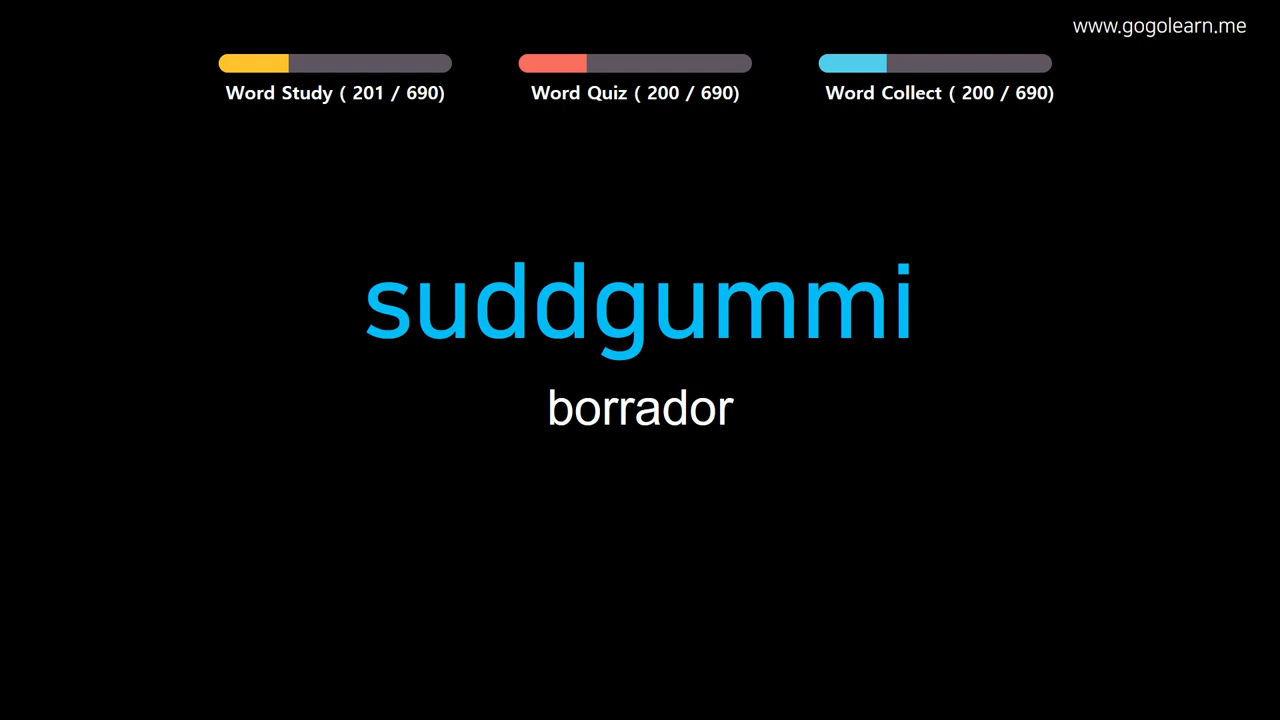 www.gogolearn.me
Word Study ( 201 / 690)
Word Quiz ( 200 / 690)
Word Collect ( 200 / 690)
suddgummi
borrador